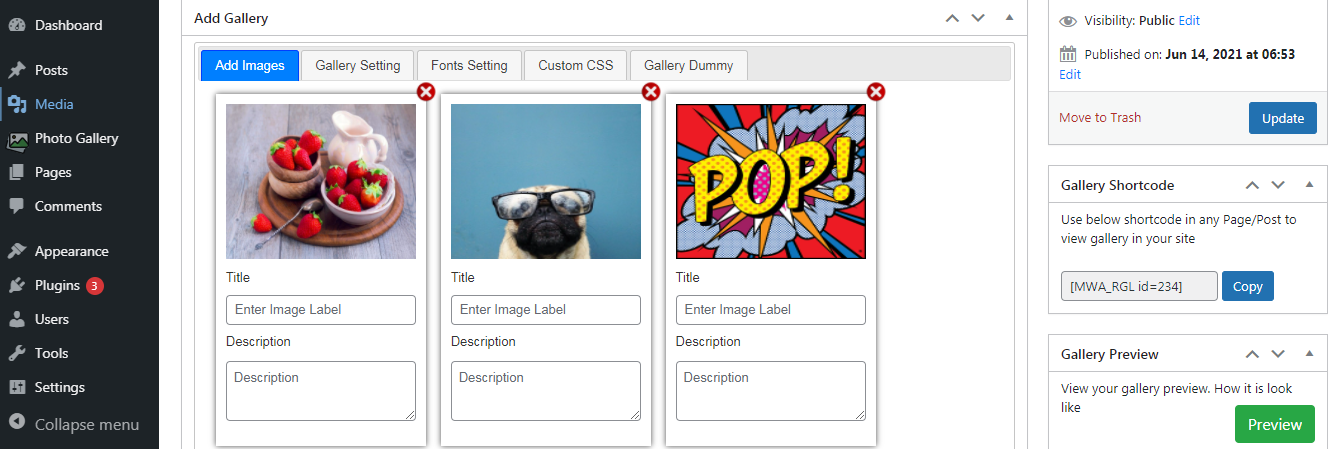 Dashboard
Posts
Media
Photo Gallery
Pages
Comments
Appearance
Plugins 3
Users
Tools
Settings
Collapse menu
Add Gallery
Add Images
Gallery Setting
Fonts Setting
Custom CSS
Gallery Dummy
POP!
Title
Title
Title
Enter Image Label
Enter Image Label
Enter Image Label
Description
Description
Description
Description
Description
Description
Visibility: Public Edit
Published on: Jun 14, 2021 at 06:53
Edit
Move to Trash
Update
Gallery Shortcode
Use below shortcode in any Page/Post to
view gallery in your site
[MWA_RGL id=234]
Copy
Gallery Preview
View your gallery preview. How it is look
like
Preview